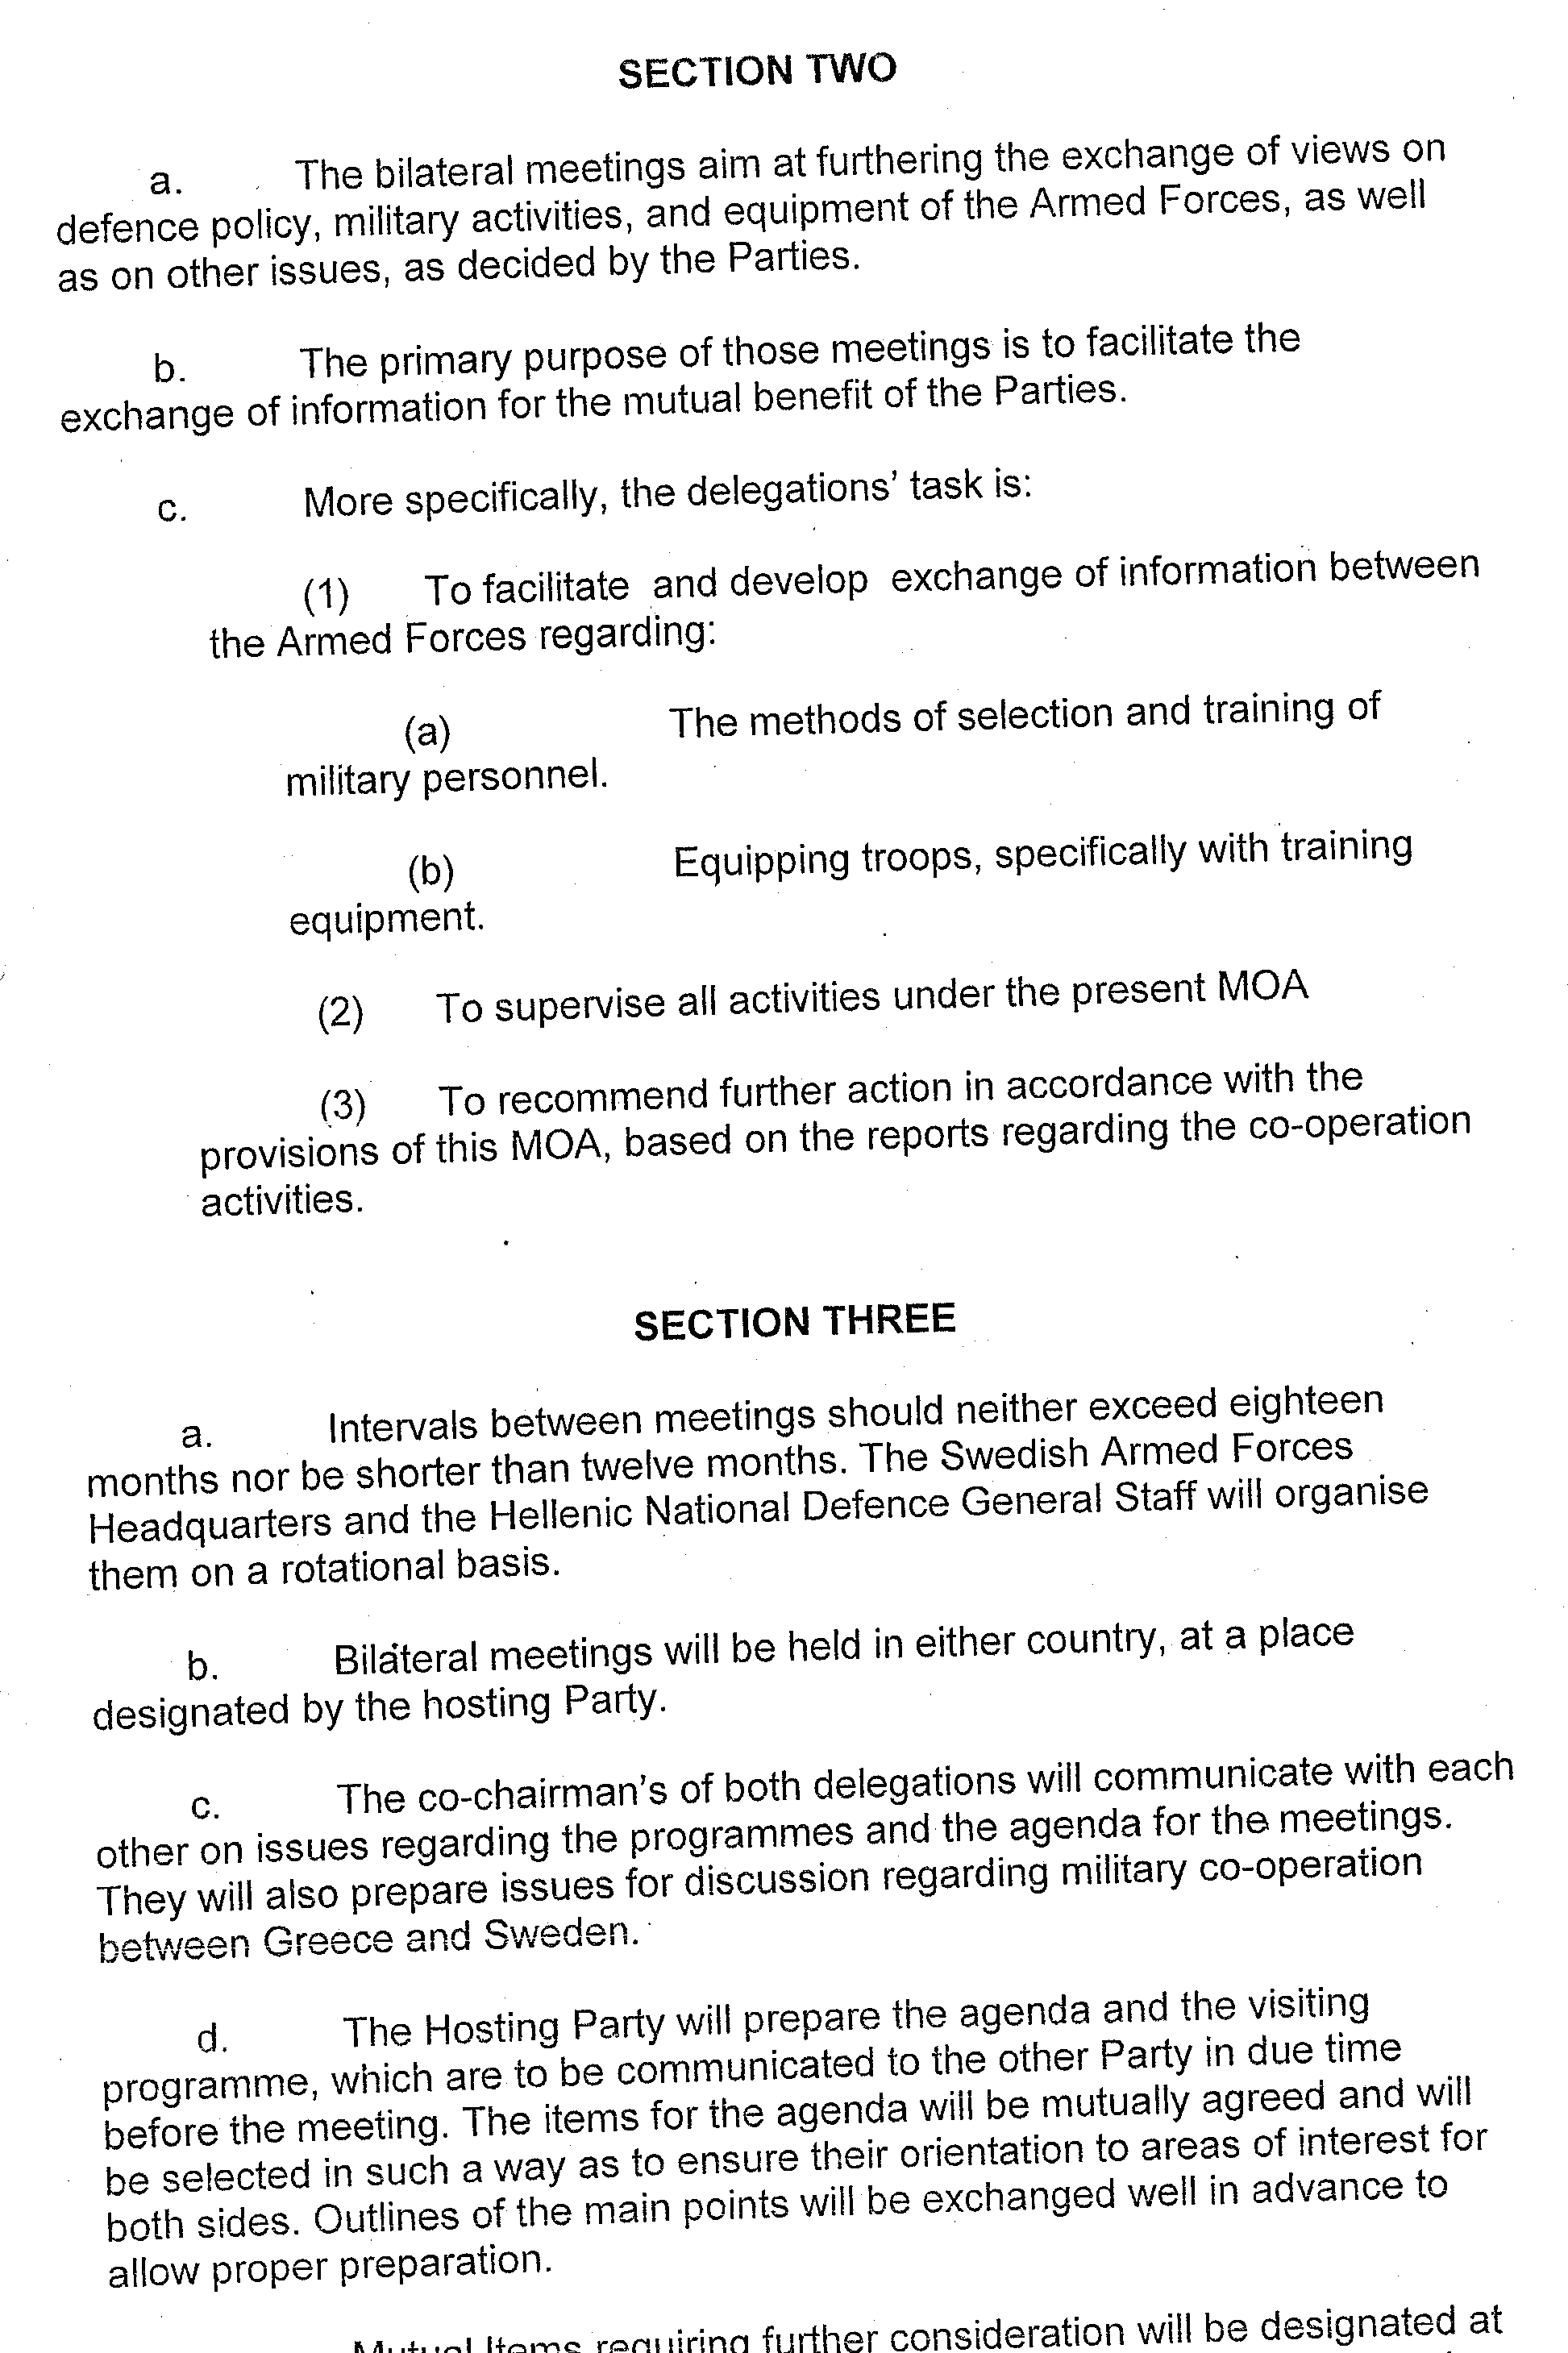 SECTION TWO
a. The bilateral meetings aim at furthering the exchange of views on
defence policy, military activities, and equipment of the Armed Forces, as well
as on other issues, as decided by the Parties.
b. The primary purpose of those meetings is to facilitate the
exchange of information for the mutual benefit of the Parties.
c. More specifically, the delegations' task is:
(1) To facilitate and develop exchange of information between
the Armed Forces regarding:
(a) The methods of selection and training of
military personnel.
(b) Equipping troops, specifically with training
equipment.
(2) To supervise all activities under the present MOA
(3) To recommend further action in accordance with the
provisions of this MOA, based on the reports regarding the co-operation
activities.
SECTION THREE
a. Intervals between meetings should neither exceed eighteen
months nor be shorter than twelve months. The Swedish Armed Forces
Headquarters and the Hellenic National Defence General Staff will organise
them on a rotational basis.
b. Bilateral meetings will be held in either country, at a place
designated by the hosting Party.
c. The co-chairman's of both delegations will communicate with each
other on issues regarding the programmes and the agenda for the meetings.
They will also prepare issues for discussion regarding military co-operation
between Greece and Sweden.
d. The Hosting Party will prepare the agenda and the visiting
programme, which are to be communicated to the other Party in due time
before the meeting. The items for the agenda will be mutually agreed and will
be selected in such a way as to ensure their orientation to areas of interest for
both sides. Outlines of the main points will be exchanged well in advance to
allow proper preparation.
Mutual Items requiring further consideration will be designated at